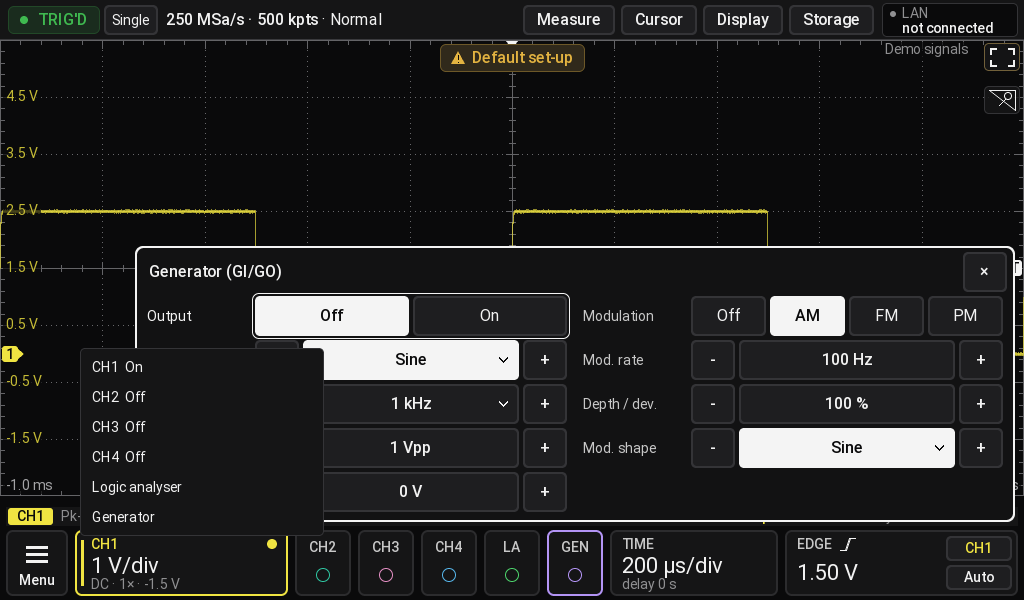 TRIG'D Single 250 MSa/s · 500 kpts · Normal Measure Cursor Display Storage LAN
not connected
Demo signals
Default set-up
4.5 V
3.5 V
2.5 V
1.5 V
0.5 V
1
-0.5 V
-1.5 V
-1.0 ms
Generator (GI/GO) ×
Output Off On Modulation Off AM FM PM
Sine + Mod. rate - 100 Hz +
1 kHz + Depth / dev. - 100 % +
1 Vpp + Mod. shape - Sine +
0 V +
CH1 On
CH2 Off
CH3 Off
CH4 Off
Logic analyser
Generator
CH1 Pk-
Menu
CH1
1 V/div
DC · 1× · -1.5 V
CH2 CH3 CH4 LA GEN
TIME
200 µs/div
delay 0 s
EDGE CH1
1.50 V Auto